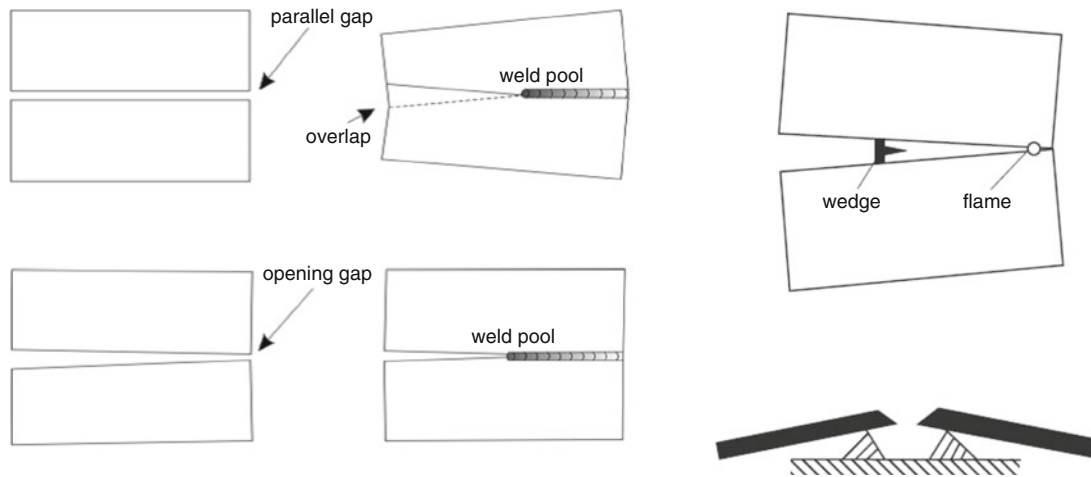 parallel gap
weld pool
overlap
wedge
flame
opening gap
weld pool